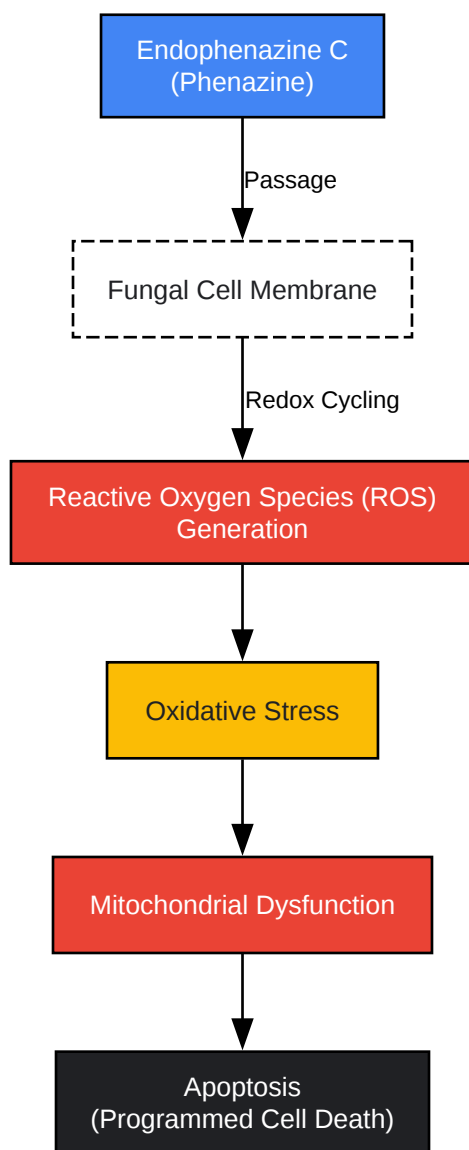 Endophenazine C
(Phenazine)
Passage
Fungal Cell Membrane
Redox Cycling
Reactive Oxygen Species (ROS)
Generation
Oxidative Stress
Mitochondrial Dysfunction
Apoptosis
(Programmed Cell Death)